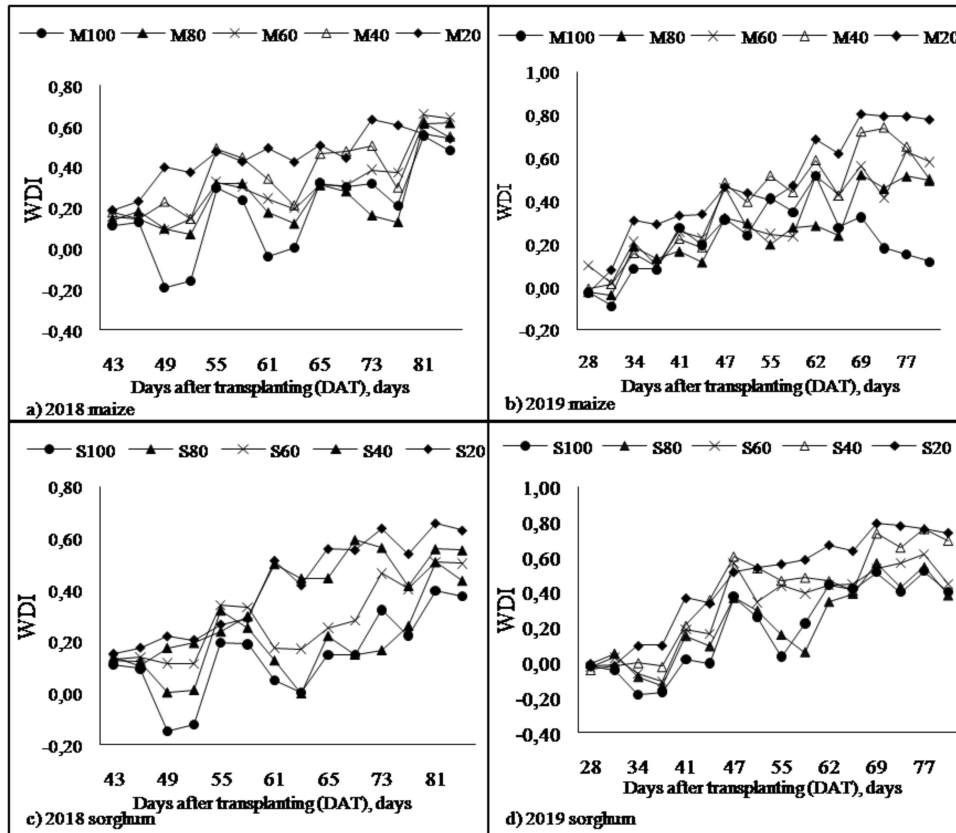 M100 M80 M60 M40 M20
0,80
0,60
0,40
0,20
0,00
-0,20
-0,40
WDI
43 49 55 61 65 73 81
Days after transplanting (DAT), days
a) 2018 maize
M100 M80 M60 M40 M20
1,00
0,80
0,60
0,40
0,20
0,00
-0,20
WDI
28 34 41 47 55 62 69 77
Days after transplanting (DAT), days
b) 2019 maize
S100 S80 S60 S40 S20
0,80
0,60
0,40
0,20
0,00
-0,20
WDI
43 49 55 61 65 73 81
Days after transplanting (DAT), days
c) 2018 sorghum
S100 S80 S60 S40 S20
1,00
0,80
0,60
0,40
0,20
0,00
-0,20
-0,40
WDI
28 34 41 47 55 62 69 77
Days after transplanting (DAT), days
d) 2019 sorghum